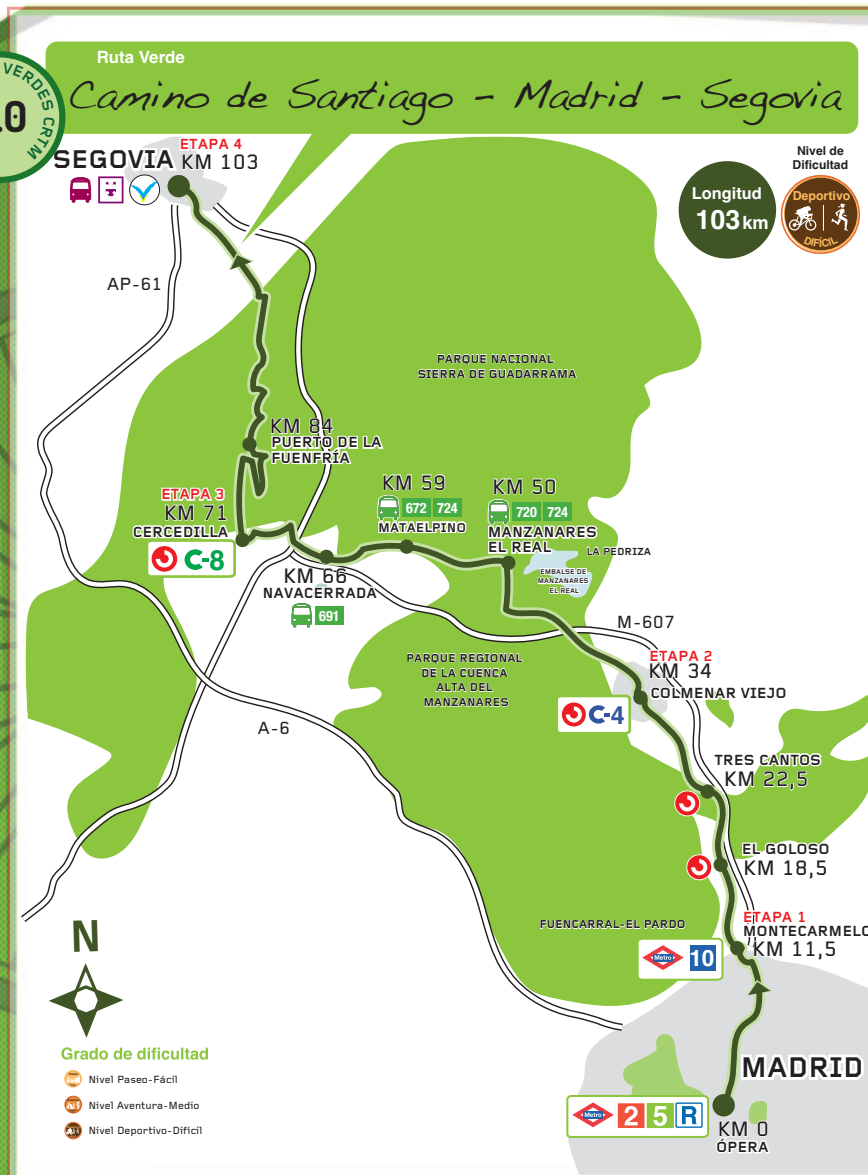 Ruta Verde
Camino de Santiago - Madrid - Segovia
VERDES CRTM
ETAPA 4
SEGOVIA KM 103
Nivel de
Dificultad
Longitud
103 km
Deportivo
DIFÍCIL
AP-61
PARQUE NACIONAL
SIERRA DE GUADARRAMA
KM 84
PUERTO DE LA
FUENFRÍA
ETAPA 3
KM 71
CERCEDILLA
C-8
KM 59
672 724
MATAELPINO
KM 50
720 724
MANZANARES
EL REAL
LA PEDRIZA
EMBALSE DE
MANZANARES
EL REAL
KM 66
NAVACERRADA
691
M-607
PARQUE REGIONAL
DE LA CUENCA
ALTA DEL
MANZANARES
ETAPA 2
KM 34
COLMENAR VIEJO
C-4
A-6
TRES CANTOS
KM 22,5
EL GOLOSO
KM 18,5
FUENCARRAL-EL PARDO
ETAPA 1
MONTECARMELO
KM 11,5
Metro 10
N
Grado de dificultad
Nivel Paseo-Fácil
Nivel Aventura-Medio
Nivel Deportivo-Difícil
MADRID
Metro 2 5 R
KM 0
ÓPERA